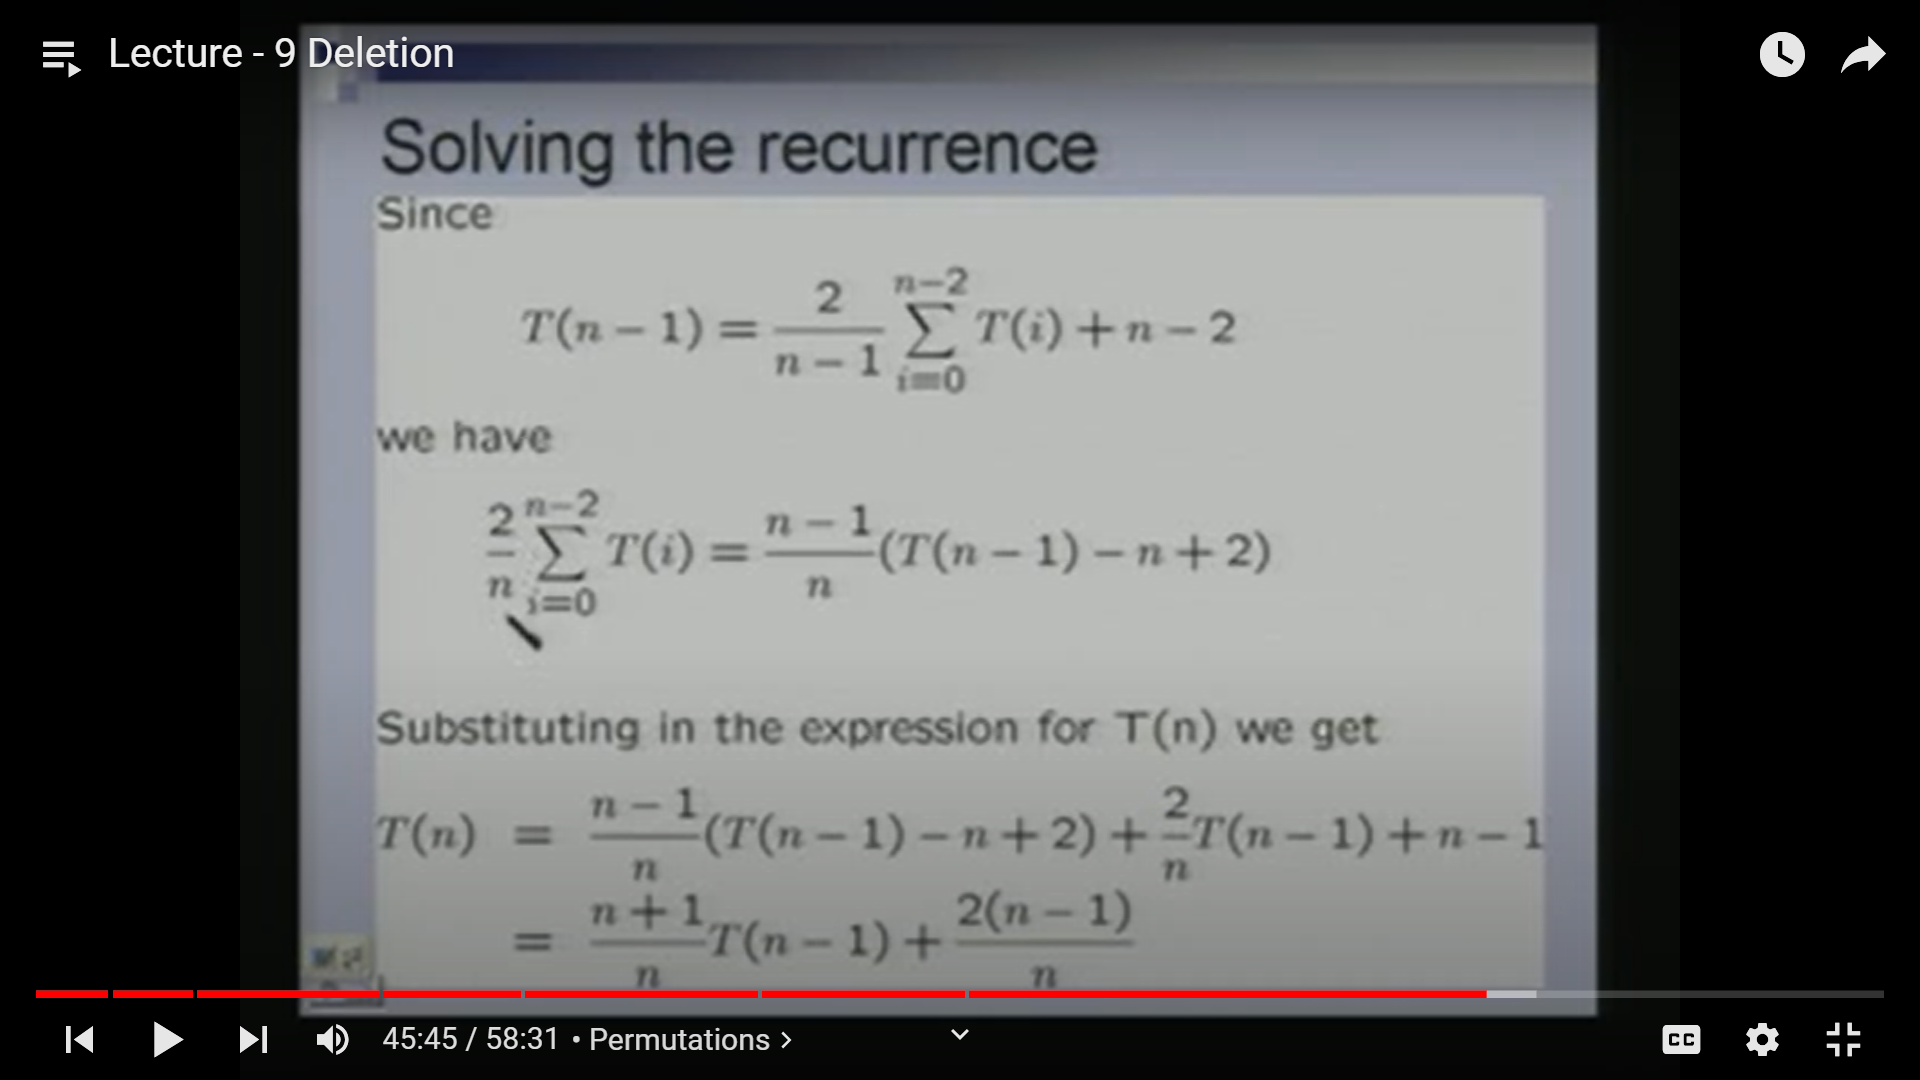 Lecture - 9 Deletion
Solving the recurrence
Since
T(n − 1) = \frac{2}{n − 1} \sum_{i=0}^{n−2} T(i) + n − 2
we have
\frac{2}{n} \sum_{i=0}^{n−2} T(i) = \frac{n − 1}{n} (T(n − 1) − n + 2)
Substituting in the expression for T(n) we get
T(n) = \frac{n − 1}{n} (T(n − 1) − n + 2) + \frac{2}{n} T(n − 1) + n − 1
= \frac{n + 1}{n} T(n − 1) + \frac{2(n − 1)}{n}
45:45 / 58:31 • Permutations >
CC